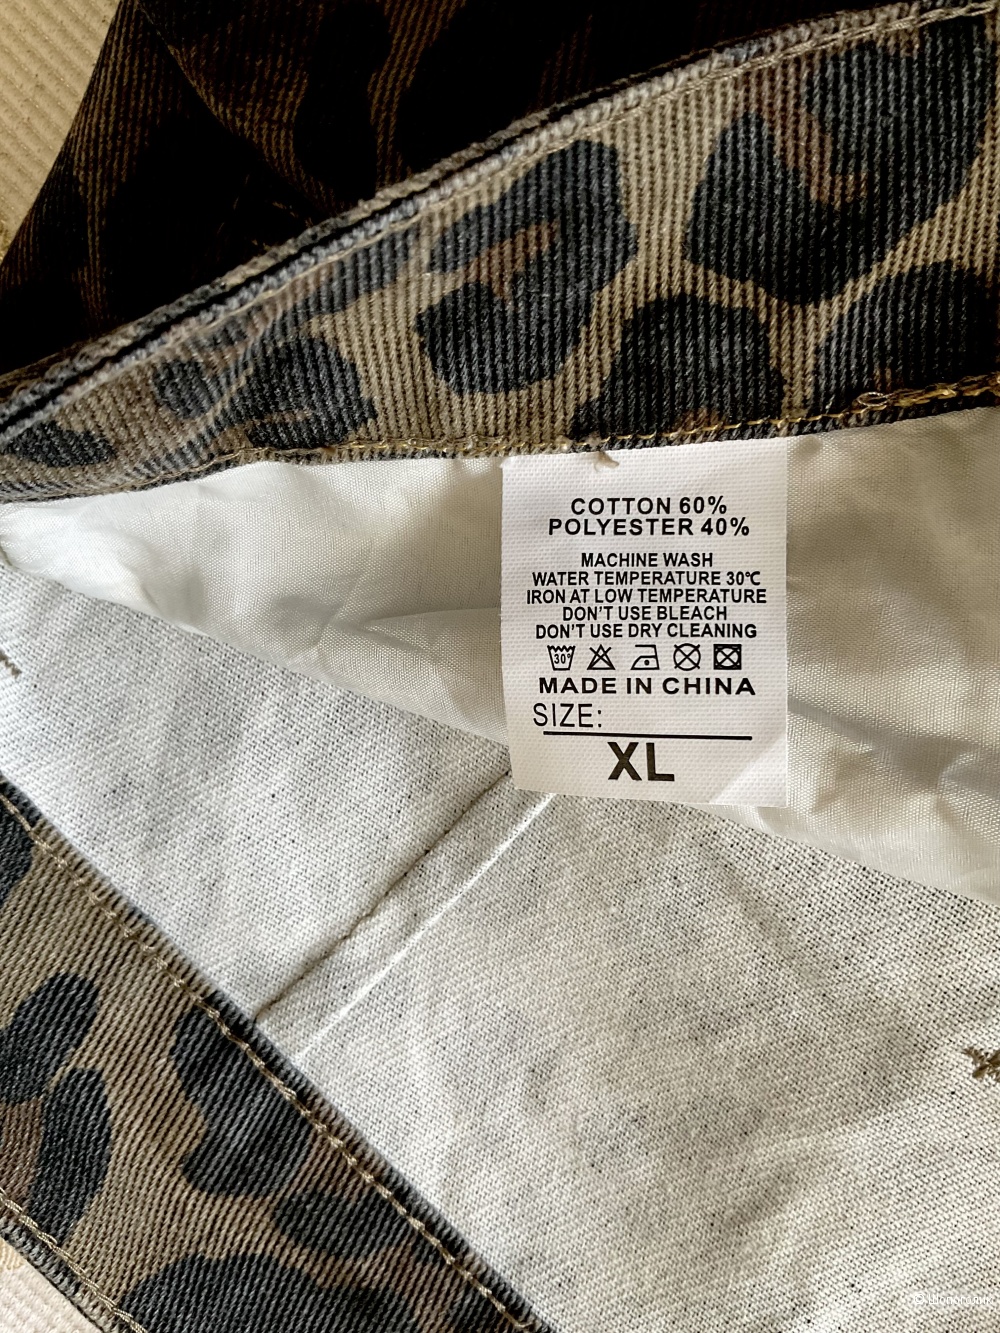 COTTON 60%
POLYESTER 40%
MACHINE WASH
WATER TEMPERATURE 30℃
IRON AT LOW TEMPERATURE
DON'T USE BLEACH
DON'T USE DRY CLEANING
30°
MADE IN CHINA
SIZE:
XL